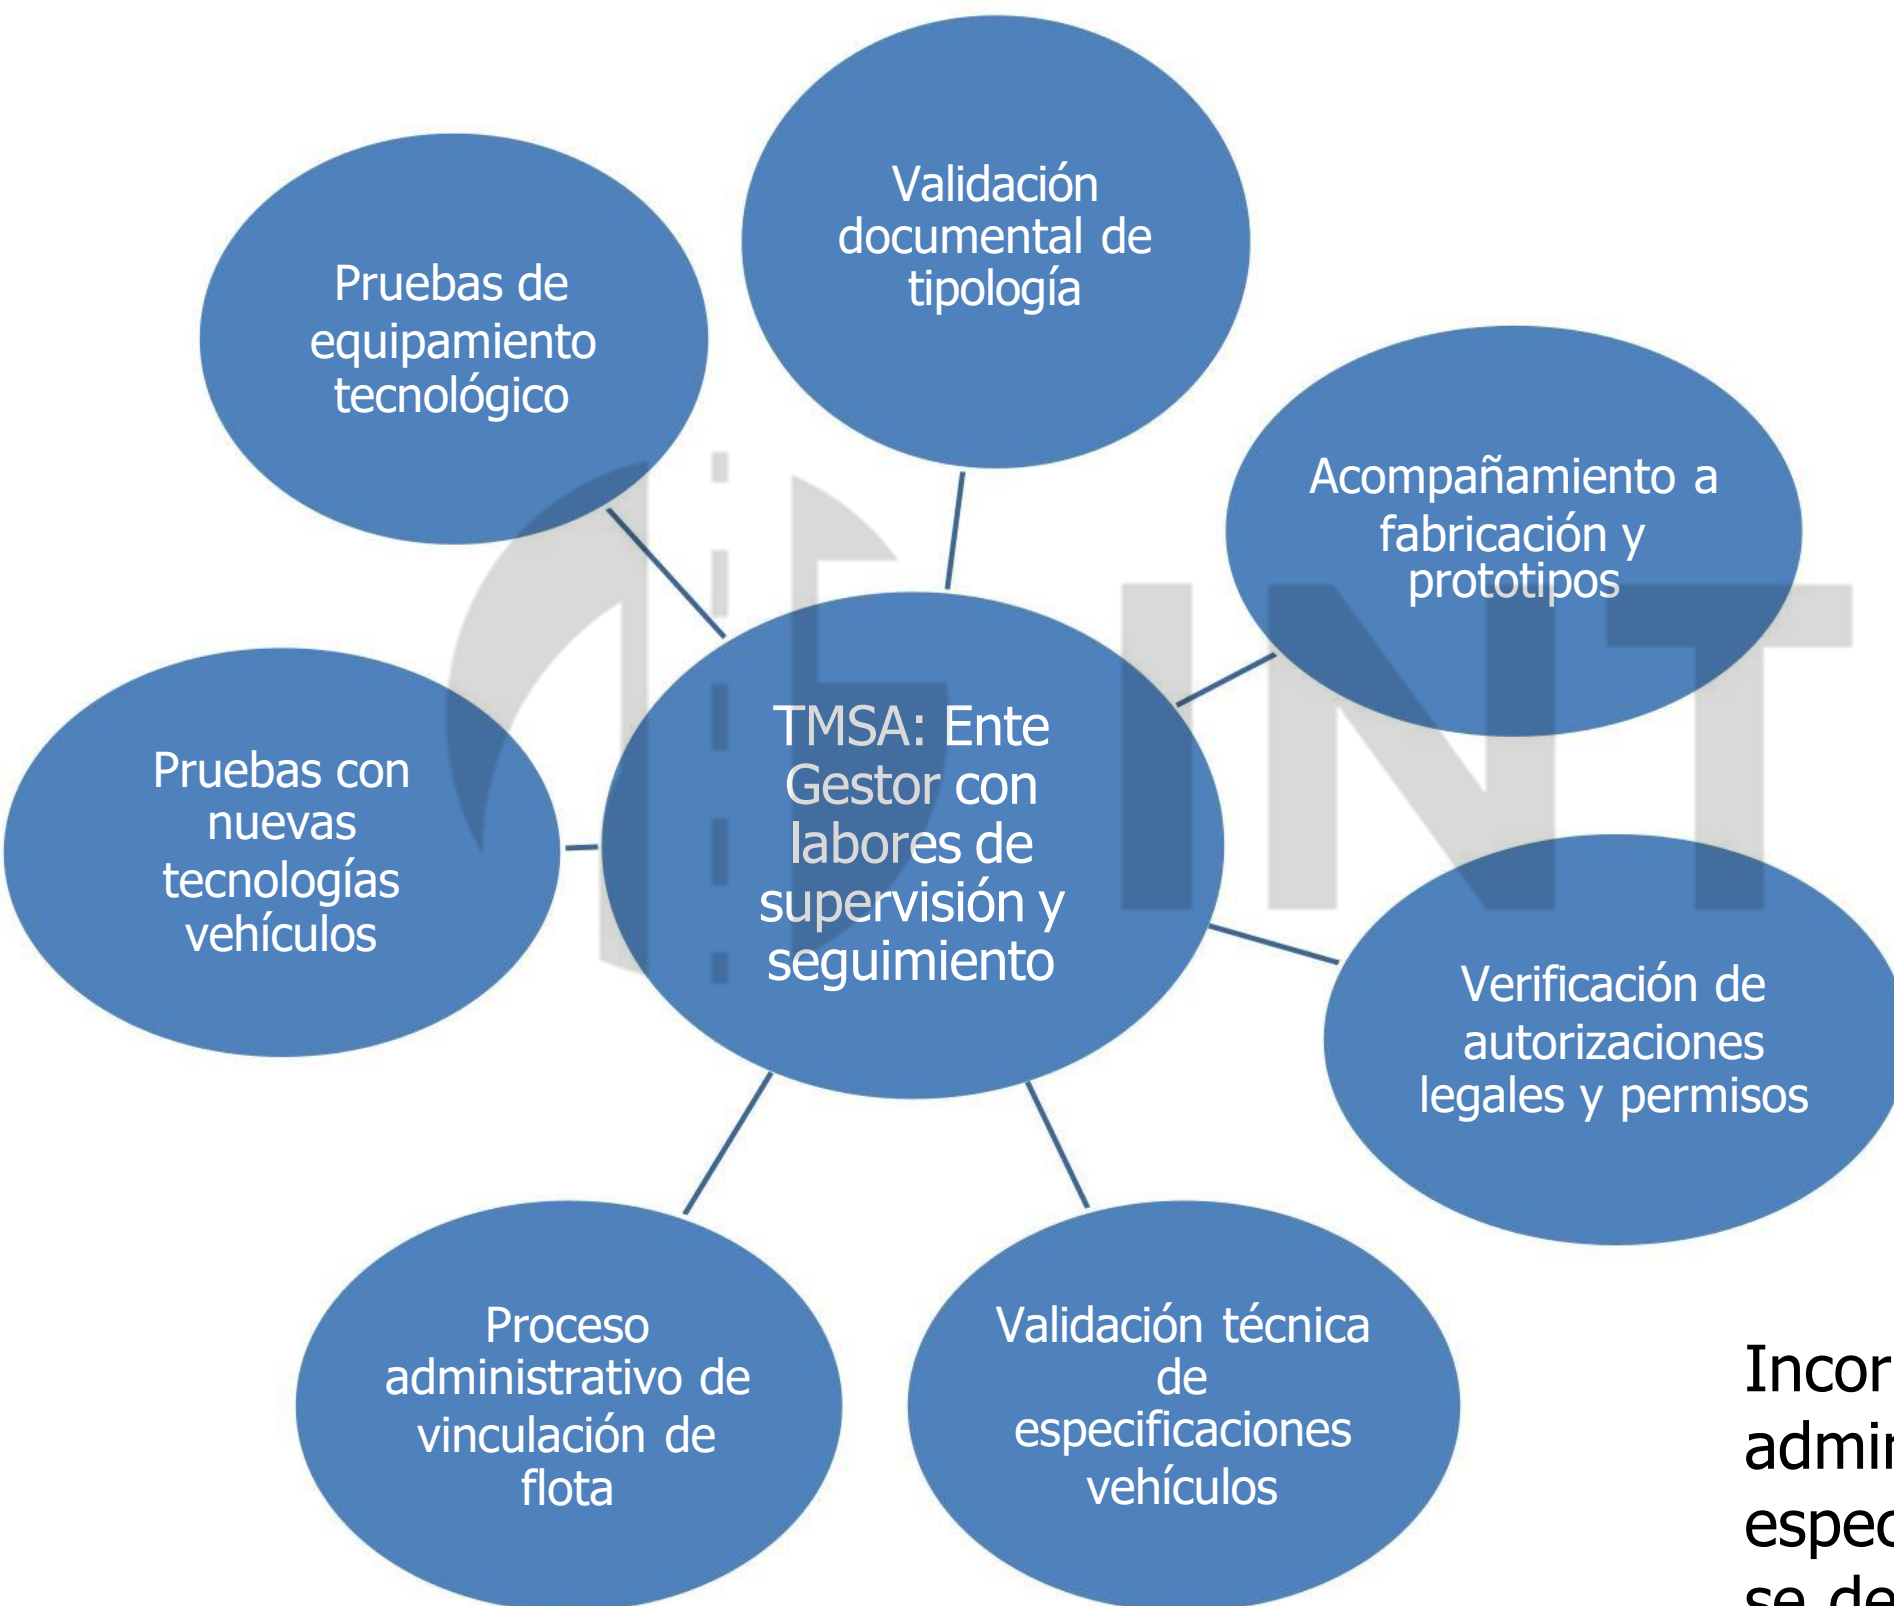 Validación
documental de
tipología
Pruebas de
equipamiento
tecnológico
Acompañamiento a
fabricación y
prototipos
TMSA: Ente
Gestor con
labores de
supervisión y
seguimiento
Pruebas con
nuevas
tecnologías
vehículos
Verificación de
autorizaciones
legales y permisos
Proceso
administrativo de
vinculación de
flota
Validación técnica
de
especificaciones
vehículos
INT
se